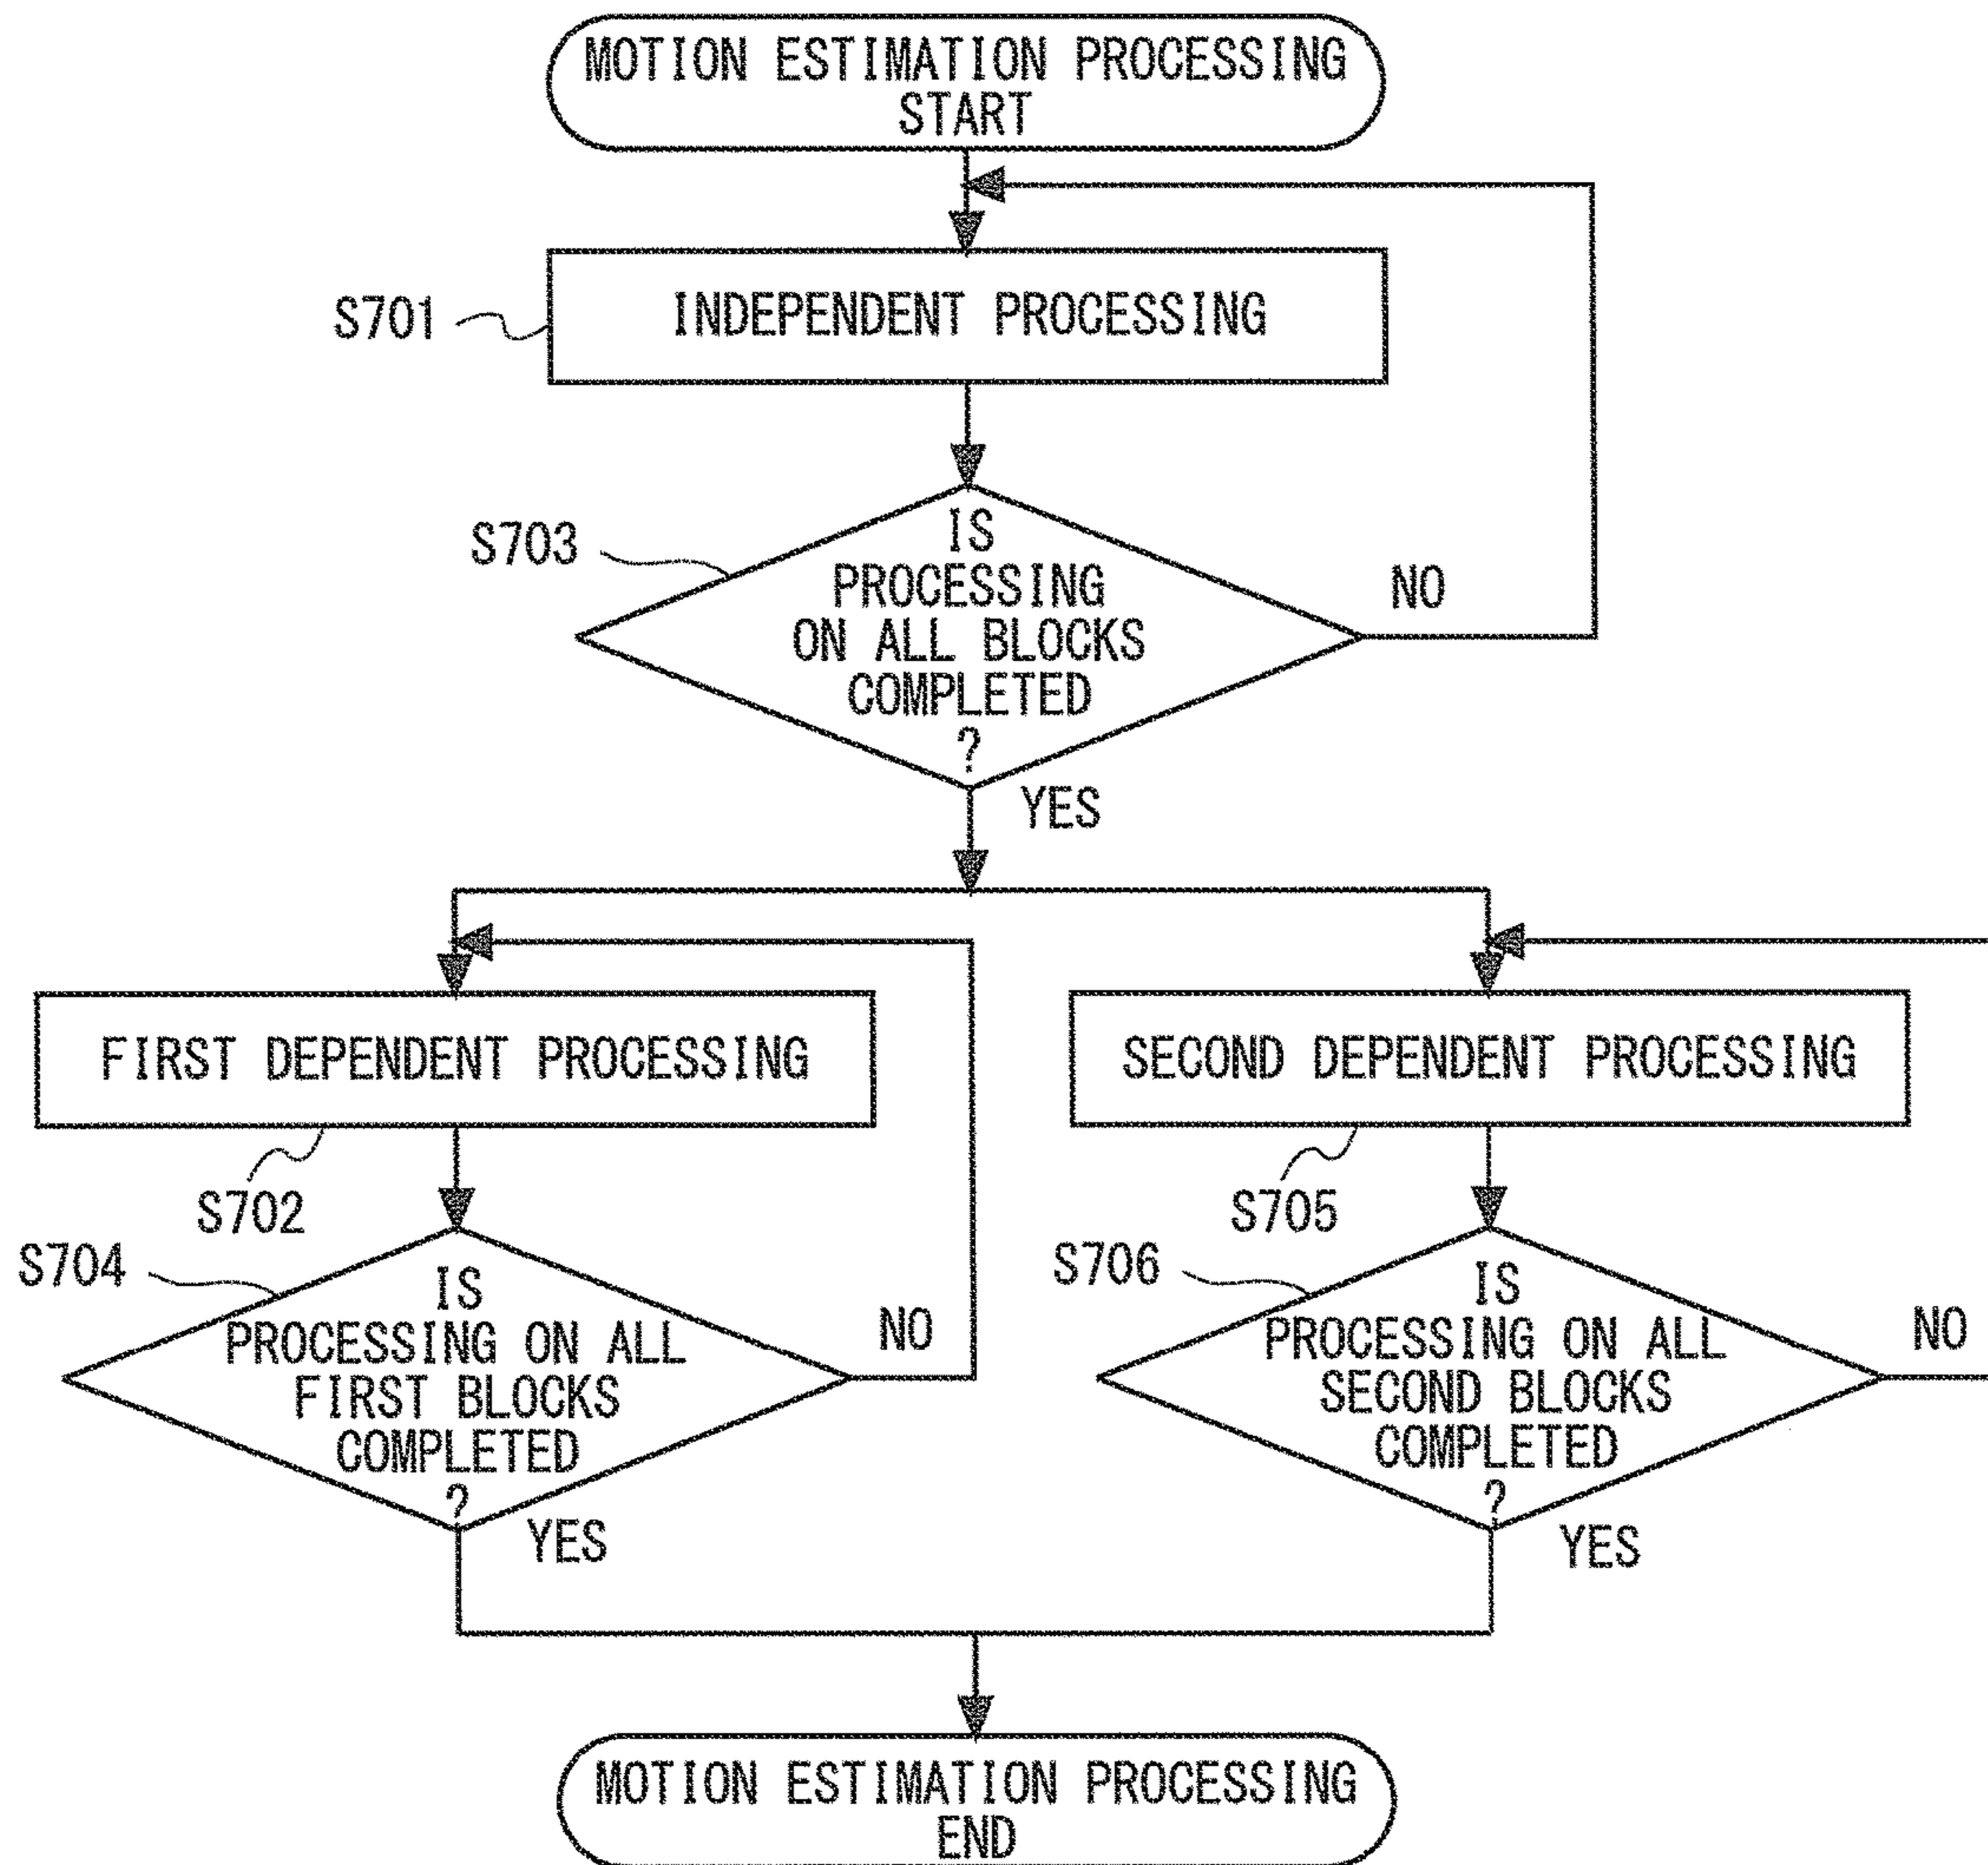 MOTION ESTIMATION PROCESSING
START
S701
INDEPENDENT PROCESSING
S703
IS
PROCESSING
ON ALL BLOCKS
COMPLETED
?
NO
YES
FIRST DEPENDENT PROCESSING
S702
S704
IS
PROCESSING ON ALL
FIRST BLOCKS
COMPLETED
?
NO
YES
SECOND DEPENDENT PROCESSING
S705
S706
IS
PROCESSING ON ALL
SECOND BLOCKS
COMPLETED
?
NO
YES
MOTION ESTIMATION PROCESSING
END